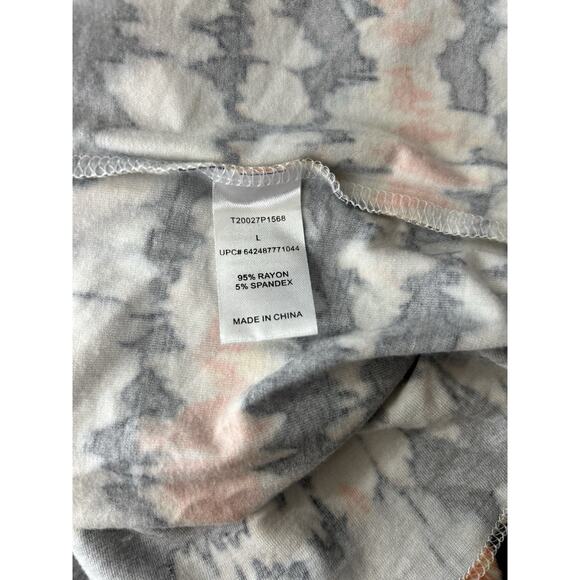 T20027P1568
L
UPC# 642487771044
95% RAYON
5% SPANDEX
MADE IN CHINA